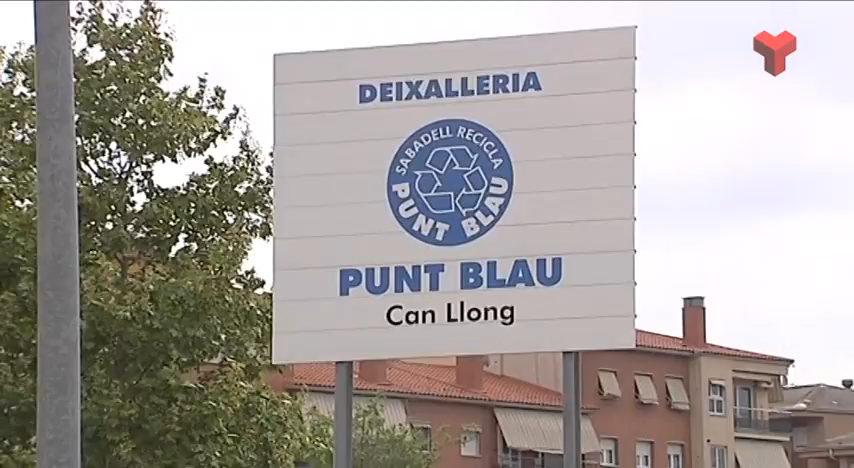 DEIXALLERIA
SABADELL RECICLA
PUNT BLAU
PUNT BLAU
Can Llong